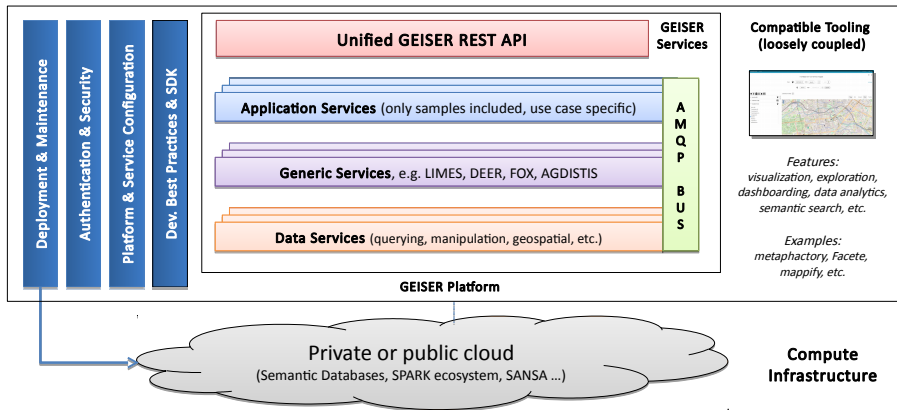 Deployment & Maintenance
Authentication & Security
Platform & Service Configuration
Dev. Best Practices & SDK
Unified GEISER REST API
GEISER
Services
Application Services (only samples included, use case specific)
Generic Services, e.g. LIMES, DEER, FOX, AGDISTIS
Data Services (querying, manipulation, geospatial, etc.)
A
M
Q
P
B
U
S
GEISER Platform
Compatible Tooling
(loosely coupled)
Features:
visualization, exploration,
dashboarding, data analytics,
semantic search, etc.
Examples:
metaphactory, Facete,
mappify, etc.
Private or public cloud
(Semantic Databases, SPARK ecosystem, SANSA ...)
Compute
Infrastructure